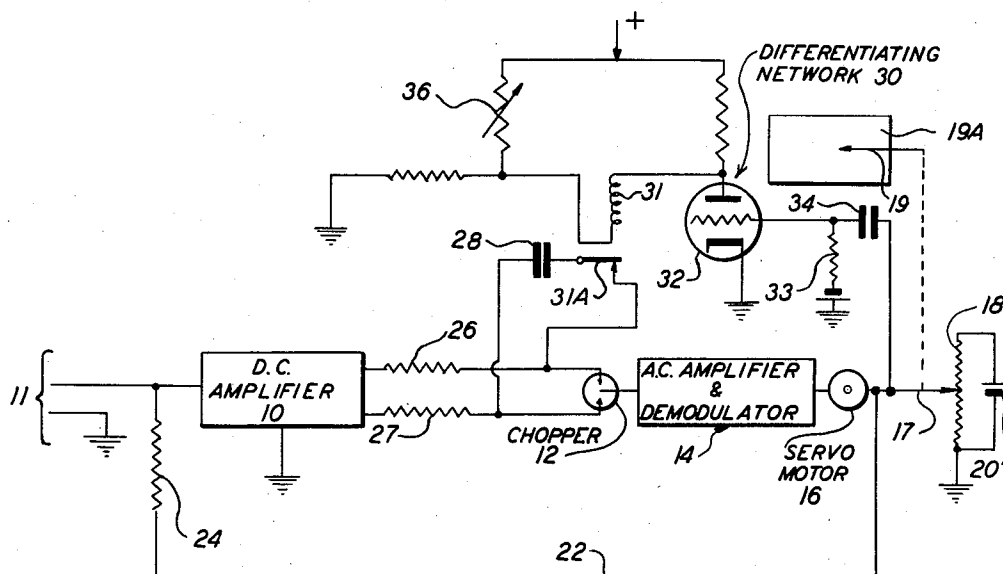 +
DIFFERENTIATING
NETWORK 30
36
19A
31
34
19
28
32
33
31A
18
26
11
D.C.
AMPLIFIER
10
A.C. AMPLIFIER
&
DEMODULATOR
27
CHOPPER
12
14
SERVO
MOTOR
16
17
20
24
22